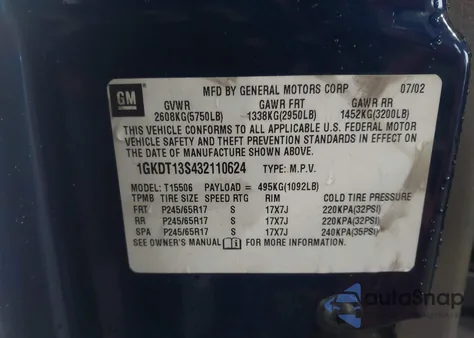 GM
MFD BY GENERAL MOTORS CORP 07/02
GVWR GAWR FRT GAWR RR
2608KG(5750LB) 1338KG(2950LB) 1452KG(3200LB)
THIS VEHICLE CONFORMS TO ALL APPLICABLE U.S. FEDERAL MOTOR
VEHICLE SAFETY AND THEFT PREVENTION STANDARDS IN EFFECT
ON THE DATE OF MANUFACTURE SHOWN ABOVE.
1GKDT13S432110624 TYPE: M.P.V.
MODEL: T15506 PAYLOAD = 495KG(1092LB)
TPMB TIRE SIZE SPEED RTG RIM COLD TIRE PRESSURE
FRT P245/65R17 S 17X7J 220KPA(32PSI)
RR P245/65R17 S 17X7J 220KPA(32PSI)
SPA P245/65R17 S 17X7J 240KPA(35PSI)
SEE OWNER'S MANUAL FOR MORE INFORMATION.
autoSnap